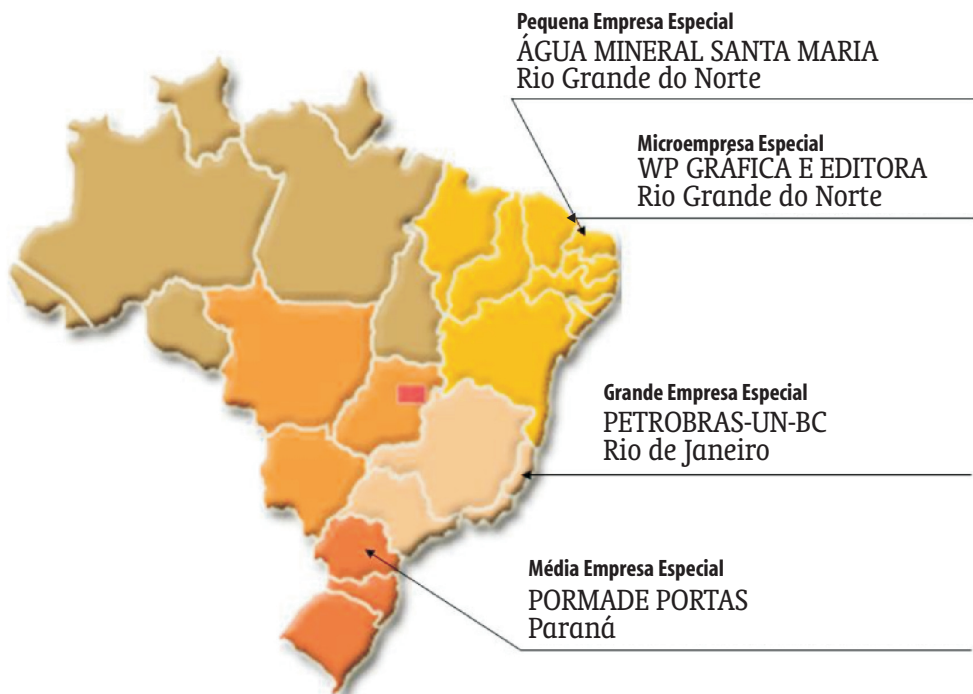 Pequena Empresa Especial
ÁGUA MINERAL SANTA MARIA
Rio Grande do Norte
Microempresa Especial
WP GRÁFICA E EDITORA
Rio Grande do Norte
Grande Empresa Especial
PETROBRAS-UN-BC
Rio de Janeiro
Média Empresa Especial
PORMADE PORTAS
Paraná